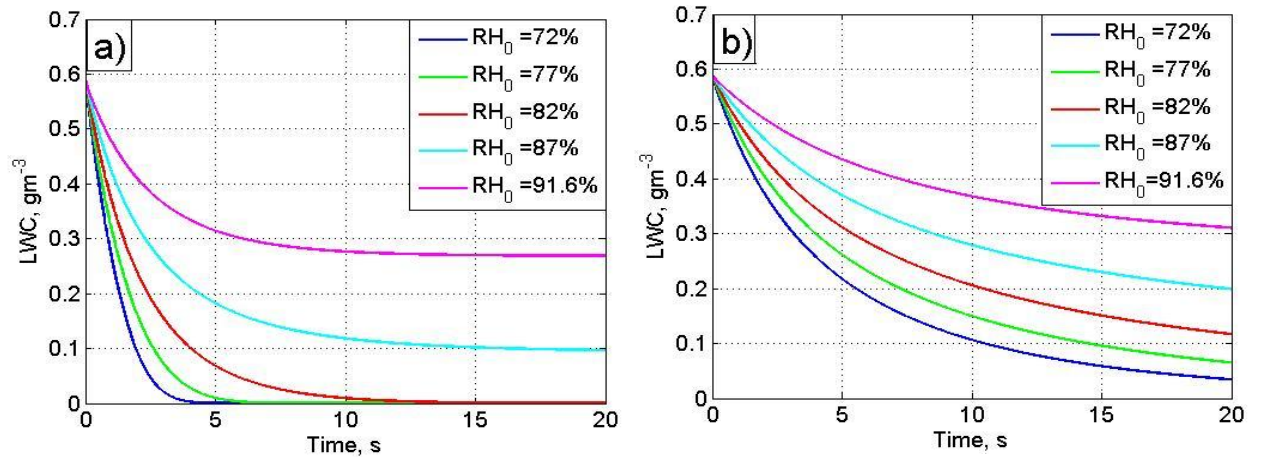 a)
0.7
0.6
0.5
0.4
0.3
0.2
0.1
0
LWC, gm-3
RH0 =72%
RH0 =77%
RH0 =82%
RH0 =87%
RH0 =91.6%
0 5 10 15 20
Time, s
b)
0.7
0.6
0.5
0.4
0.3
0.2
0.1
0
LWC, gm-3
RH0 =72%
RH0 =77%
RH0 =82%
RH0 =87%
RH0=91.6%
0 5 10 15 20
Time, s